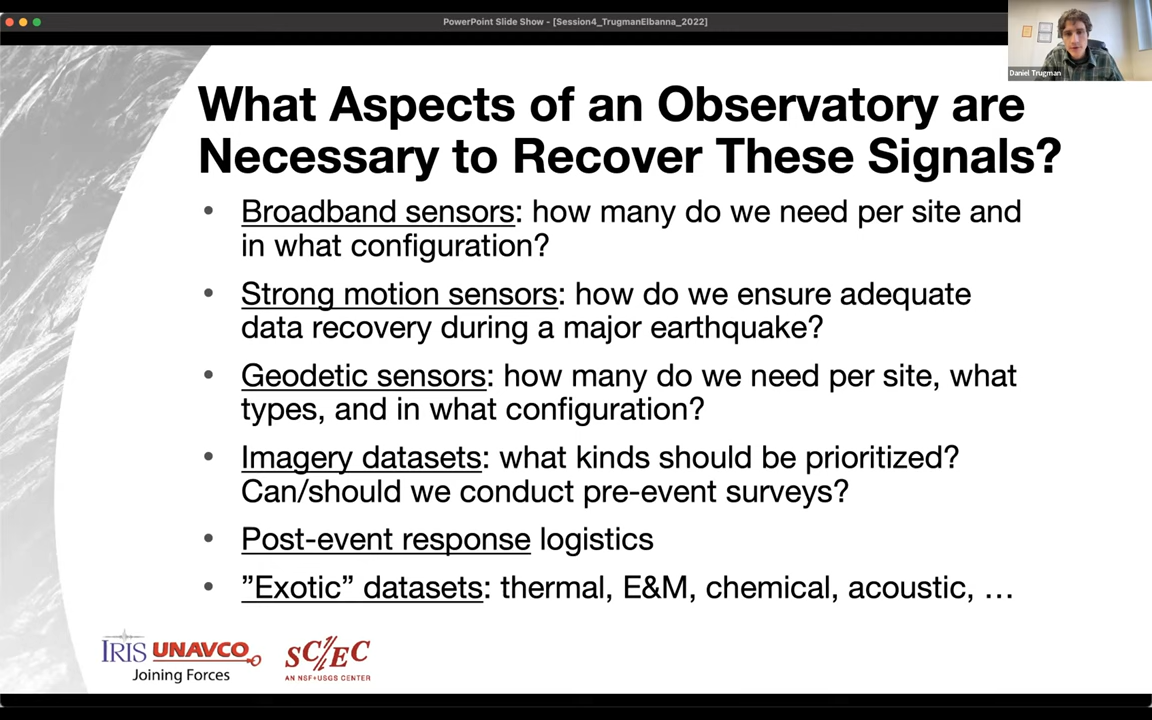 PowerPoint Slide Show - [Session4_TrugmanElbanna_2022]
Daniel Trugman
What Aspects of an Observatory are
Necessary to Recover These Signals?
• Broadband sensors: how many do we need per site and
in what configuration?
• Strong motion sensors: how do we ensure adequate
data recovery during a major earthquake?
• Geodetic sensors: how many do we need per site, what
types, and in what configuration?
• Imagery datasets: what kinds should be prioritized?
Can/should we conduct pre-event surveys?
• Post-event response logistics
• ”Exotic” datasets: thermal, E&M, chemical, acoustic, …
IRIS UNAVCO
Joining Forces
SC/EC
AN NSF+USGS CENTER